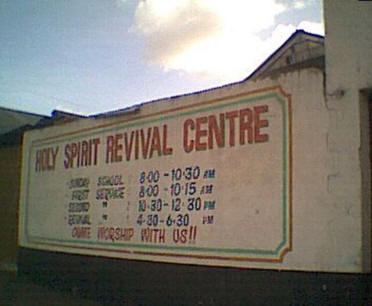 HOLY SPIRIT REVIVAL CENTRE
SUNDAY SCHOOL : 8·00 - 10·30 AM
FIRST SERVICE : 8·00 - 10·15 AM
SECOND " : 10·30 - 12·30 PM
REVIVAL " : 4·30 - 6·30 PM
COME WORSHIP WITH US!!